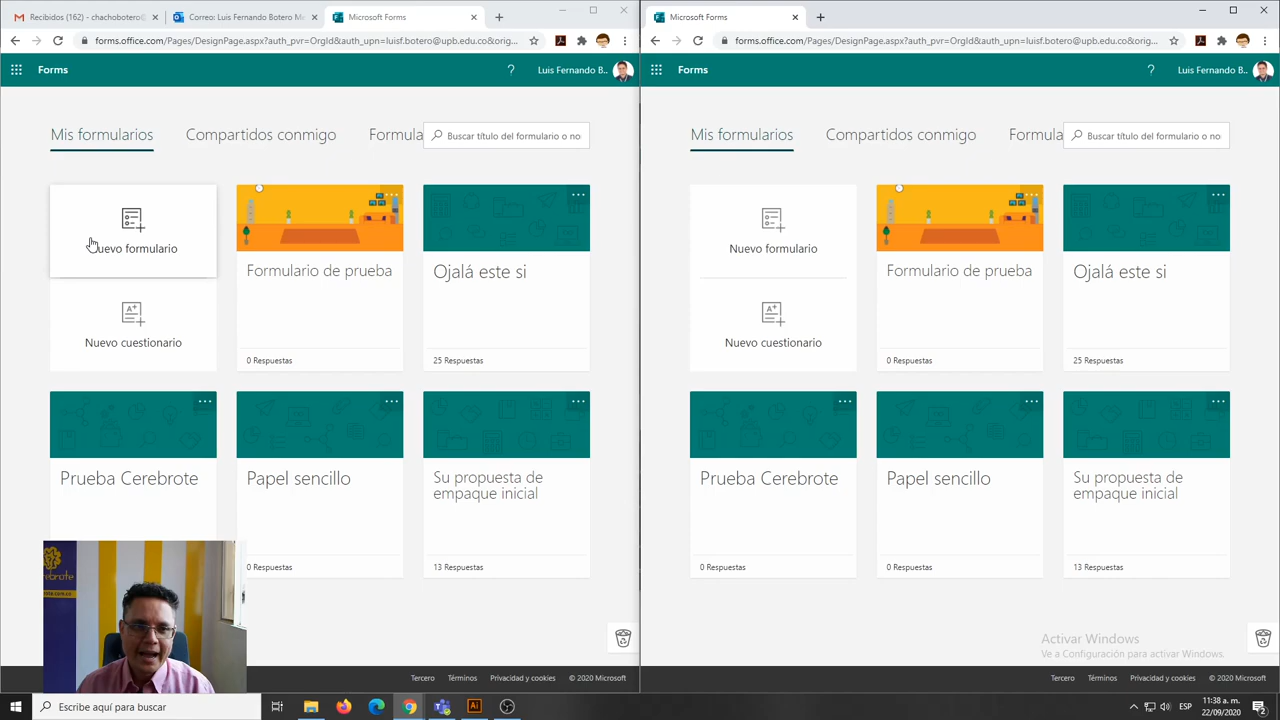 Recibidos (162) - chachobotero@
Correo: Luis Fernando Botero Me
Microsoft Forms
forms.office.com/Pages/DesignPage.aspx?auth_pvr=OrgId&auth_upn=luisf.botero@upb.edu.co&orig...
Forms
?
Luis Fernando B..
Mis formularios
Compartidos conmigo
Formula
Buscar título del formulario o no
Nuevo formulario
Nuevo cuestionario
Formulario de prueba
0 Respuestas
Ojalá este si
25 Respuestas
Prueba Cerebrote
Papel sencillo
0 Respuestas
Su propuesta de
empaque inicial
13 Respuestas
Tercero
Términos
Privacidad y cookies
© 2020 Microsoft
Microsoft Forms
forms.office.com/Pages/DesignPage.aspx?auth_pvr=OrgId&auth_upn=luisf.botero@upb.edu.co&orig...
Forms
?
Luis Fernando B..
Mis formularios
Compartidos conmigo
Formula
Buscar título del formulario o no
Nuevo formulario
Nuevo cuestionario
Formulario de prueba
0 Respuestas
Ojalá este si
25 Respuestas
Prueba Cerebrote
0 Respuestas
Papel sencillo
0 Respuestas
Su propuesta de
empaque inicial
13 Respuestas
Activar Windows
Ve a Configuración para activar Windows.
Tercero
Términos
Privacidad y cookies
© 2020 Microsoft
Escribe aquí para buscar
ESP
11:38 a. m.
22/09/2020
2